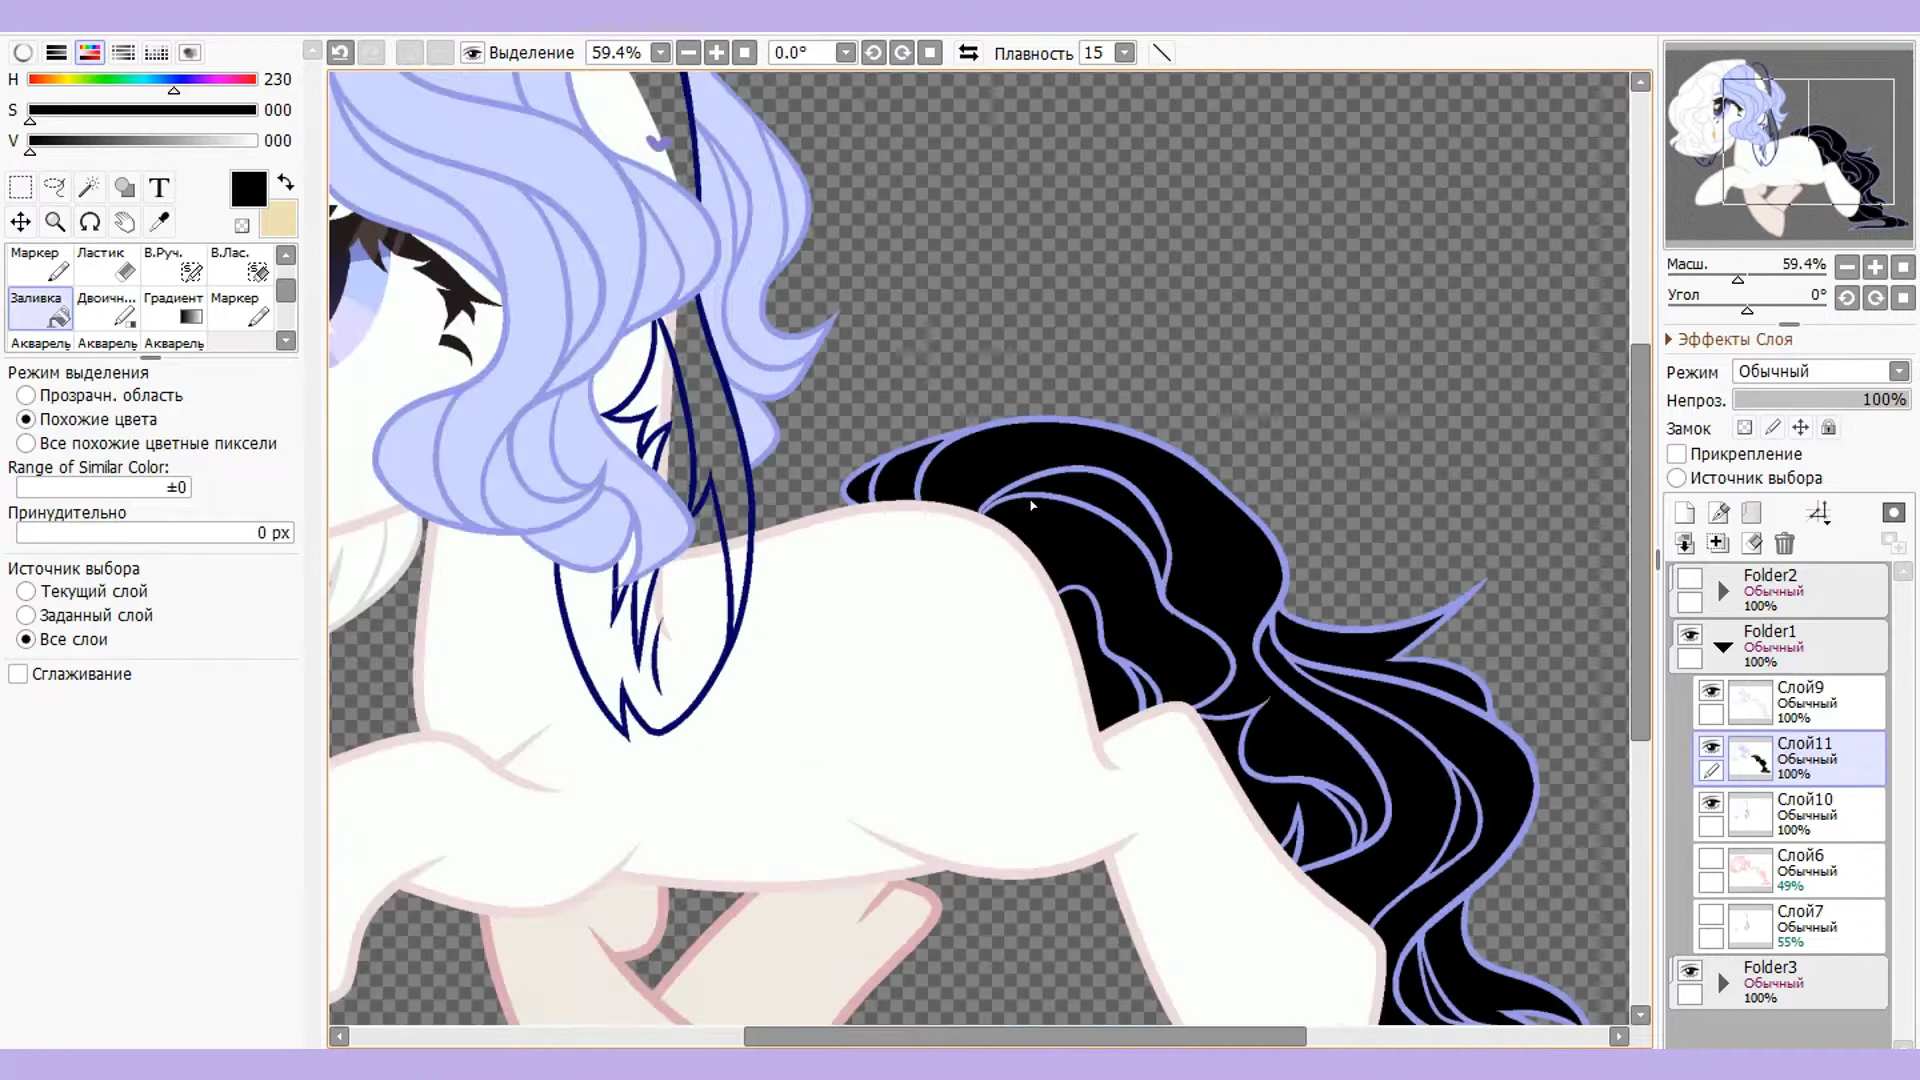 Выделение
59.4%
0.0°
Плавность
15
H
230
S
000
V
000
T
Маркер
Ластик
В.Руч.
В.Лас.
Заливка
Двоичн...
Градиент
Маркер
Акварель
Акварель
Акварель
Режим выделения
Прозрачн. область
Похожие цвета
Все похожие цветные пиксели
Range of Similar Color:
±0
Принудительно
0 px
Источник выбора
Текущий слой
Заданный слой
Все слои
Сглаживание
Масш.
59.4%
Угол
0°
Эффекты Слоя
Режим
Обычный
Непроз.
100%
Замок
Прикрепление
Источник выбора
Folder2
Обычный
100%
Folder1
Обычный
100%
Слой9
Обычный
100%
Слой11
Обычный
100%
Слой10
Обычный
100%
Слой6
Обычный
49%
Слой7
Обычный
55%
Folder3
Обычный
100%